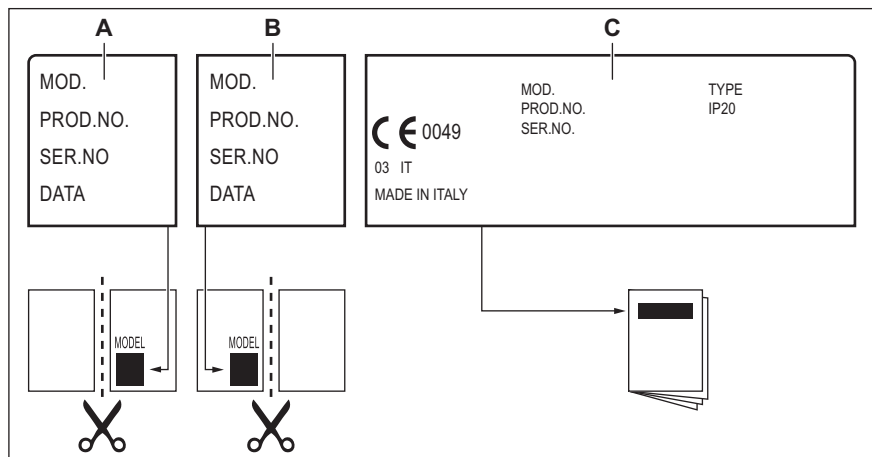 A
B
C
MOD.
PROD.NO.
SER.NO
DATA
MOD.
PROD.NO.
SER.NO
DATA
MOD.
PROD.NO.
SER.NO.
TYPE
IP20
CE 0049
03 IT
MADE IN ITALY
MODEL
MODEL